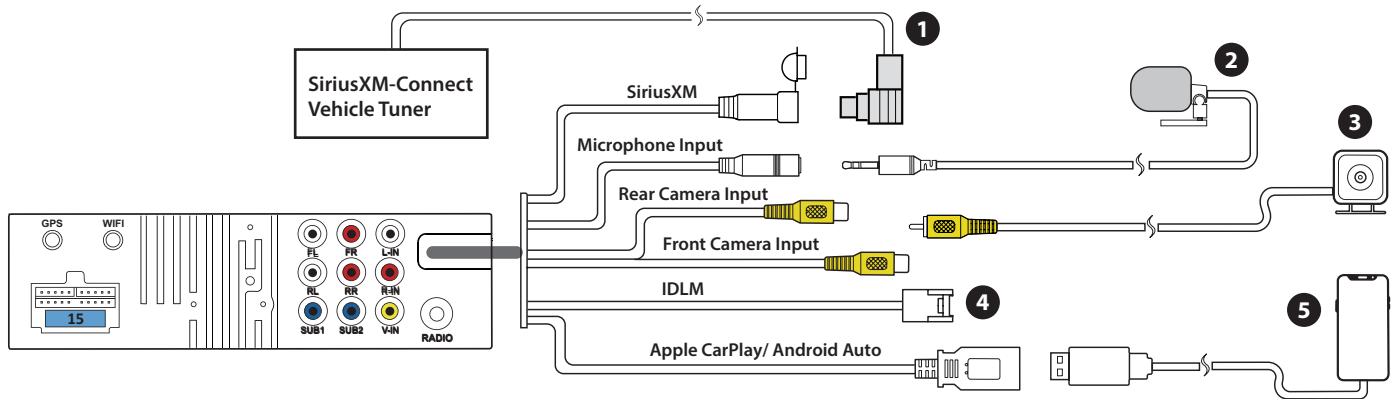 1
SiriusXM-Connect
Vehicle Tuner
SiriusXM
2
Microphone Input
3
Rear Camera Input
GPS
WIFI
FL
FR
L-IN
Front Camera Input
RL
RR
R-IN
IDLM
4
5
15
SUB1
SUB2
V-IN
RADIO
Apple CarPlay/ Android Auto